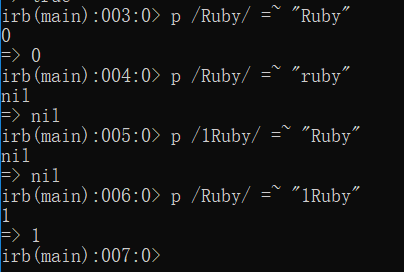 => true
irb(main):003:0> p /Ruby/ =~ "Ruby"
0
=> 0
irb(main):004:0> p /Ruby/ =~ "ruby"
nil
=> nil
irb(main):005:0> p /1Ruby/ =~ "Ruby"
nil
=> nil
irb(main):006:0> p /Ruby/ =~ "1Ruby"
1
=> 1
irb(main):007:0>